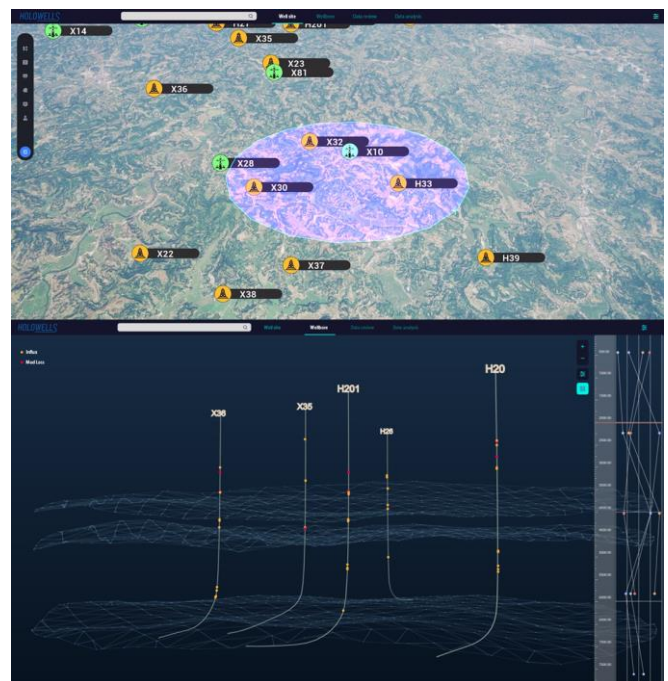 HOLOWELLS
Well site Wellbore Data review Data analysis
X14
H21
H201
X35
X23
X81
X36
X32
X10
X28
X30
H33
X22
X37
H39
X38
HOLOWELLS
Well site Wellbore Data review Data analysis
Influx
Mud Loss
H20
H201
X35
X36
H26